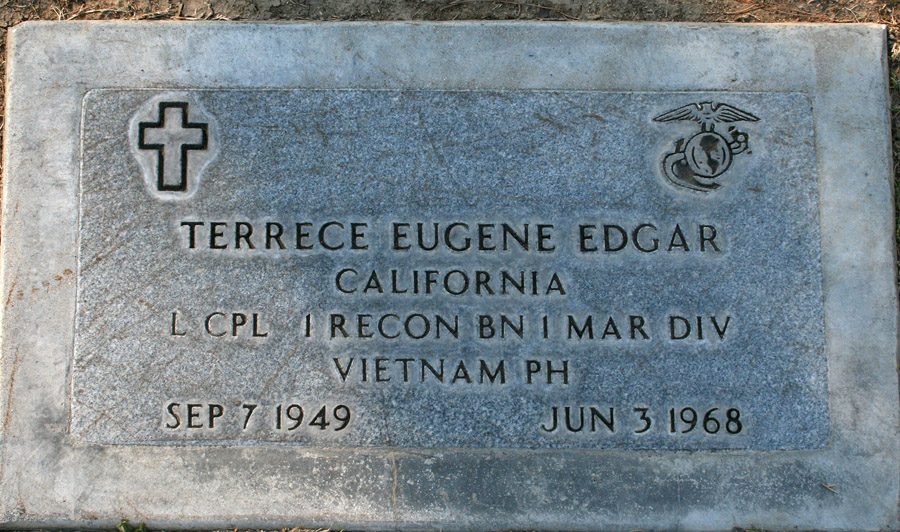 TERRECE EUGENE EDGAR
CALIFORNIA
L CPL 1 RECON BN 1 MAR DIV
VIETNAM PH
SEP 7 1949 JUN 3 1968